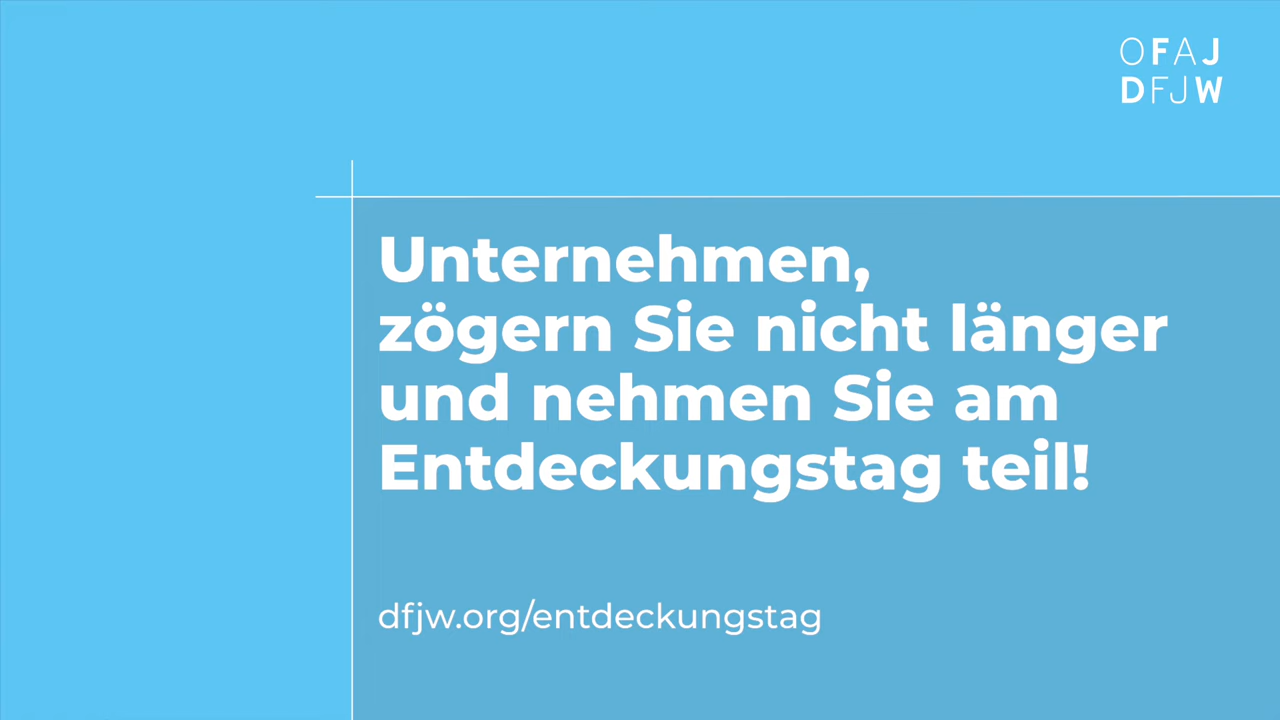 OFAJ
DFJW
Unternehmen,
zögern Sie nicht länger
und nehmen Sie am
Entdeckungstag teil!
dfjw.org/entdeckungstag